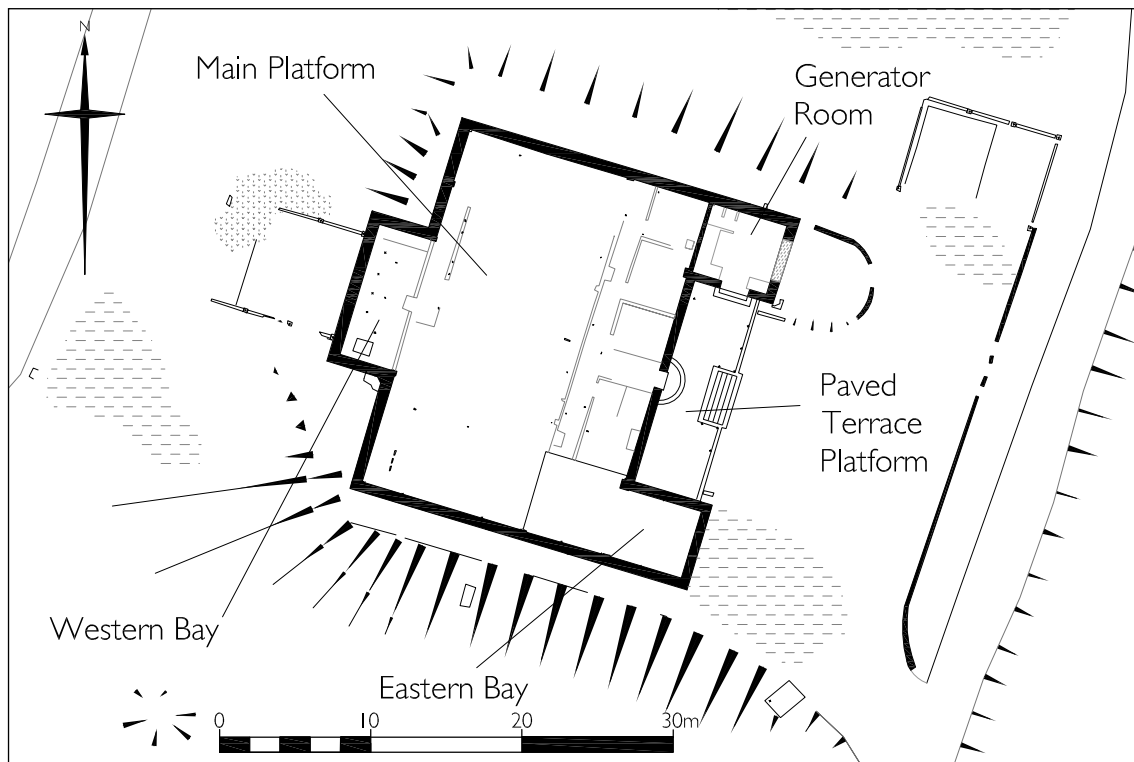 N
Main Platform
Generator
Room
Paved
Terrace
Platform
Western Bay
Eastern Bay
0 10 20 30m